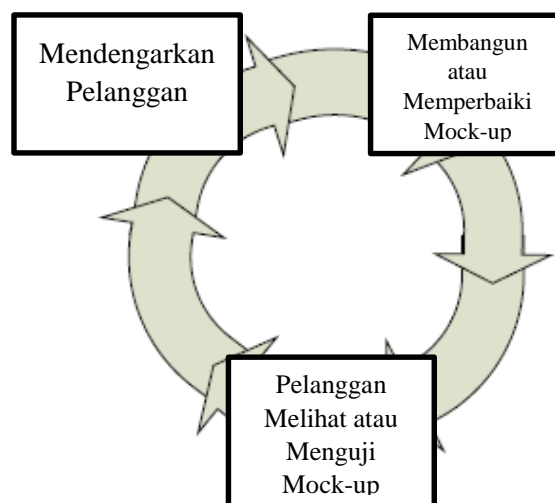 Mendengarkan
Pelanggan
Membangun
atau
Memperbaiki
Mock-up
Pelanggan
Melihat atau
Menguji
Mock-up